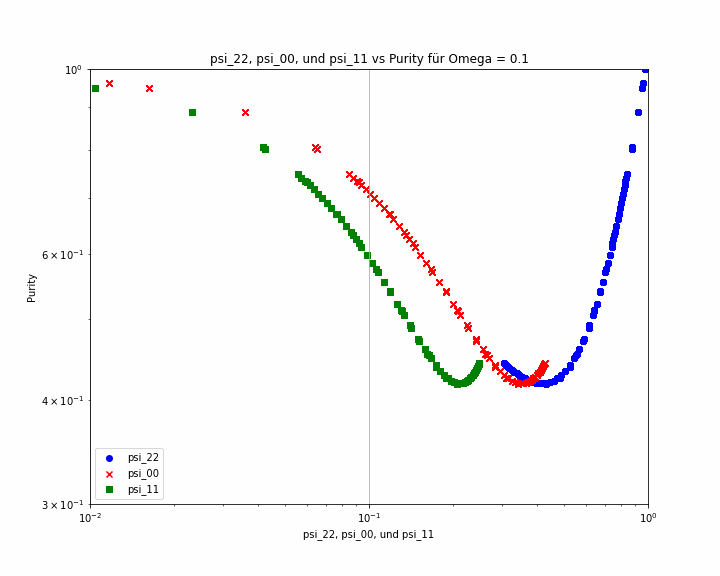 psi_22, psi_00, und psi_11 vs Purity für Omega = 0.1
10⁰
6 × 10⁻¹
4 × 10⁻¹
3 × 10⁻¹
Purity
psi_22
psi_00
psi_11
10⁻²
10⁻¹
10⁰
psi_22, psi_00, und psi_11